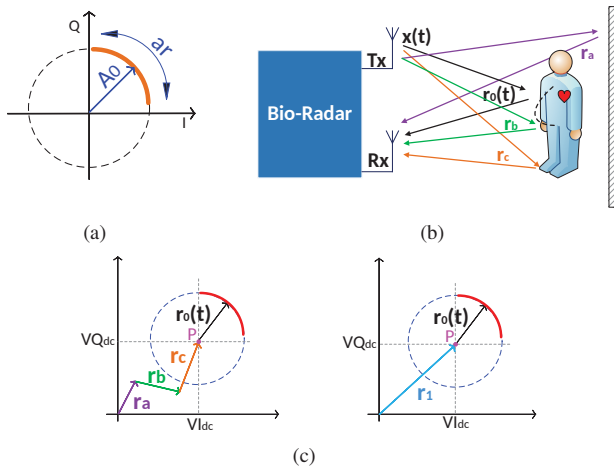 Q
ar
A0
I
(a)
x(t)
Tx
ra
r0(t)
Bio-Radar
rb
Rx
rc
(b)
r0(t)
P
VQdc
rc
rb
ra
VIdc
r0(t)
P
VQdc
r1
VIdc
(c)